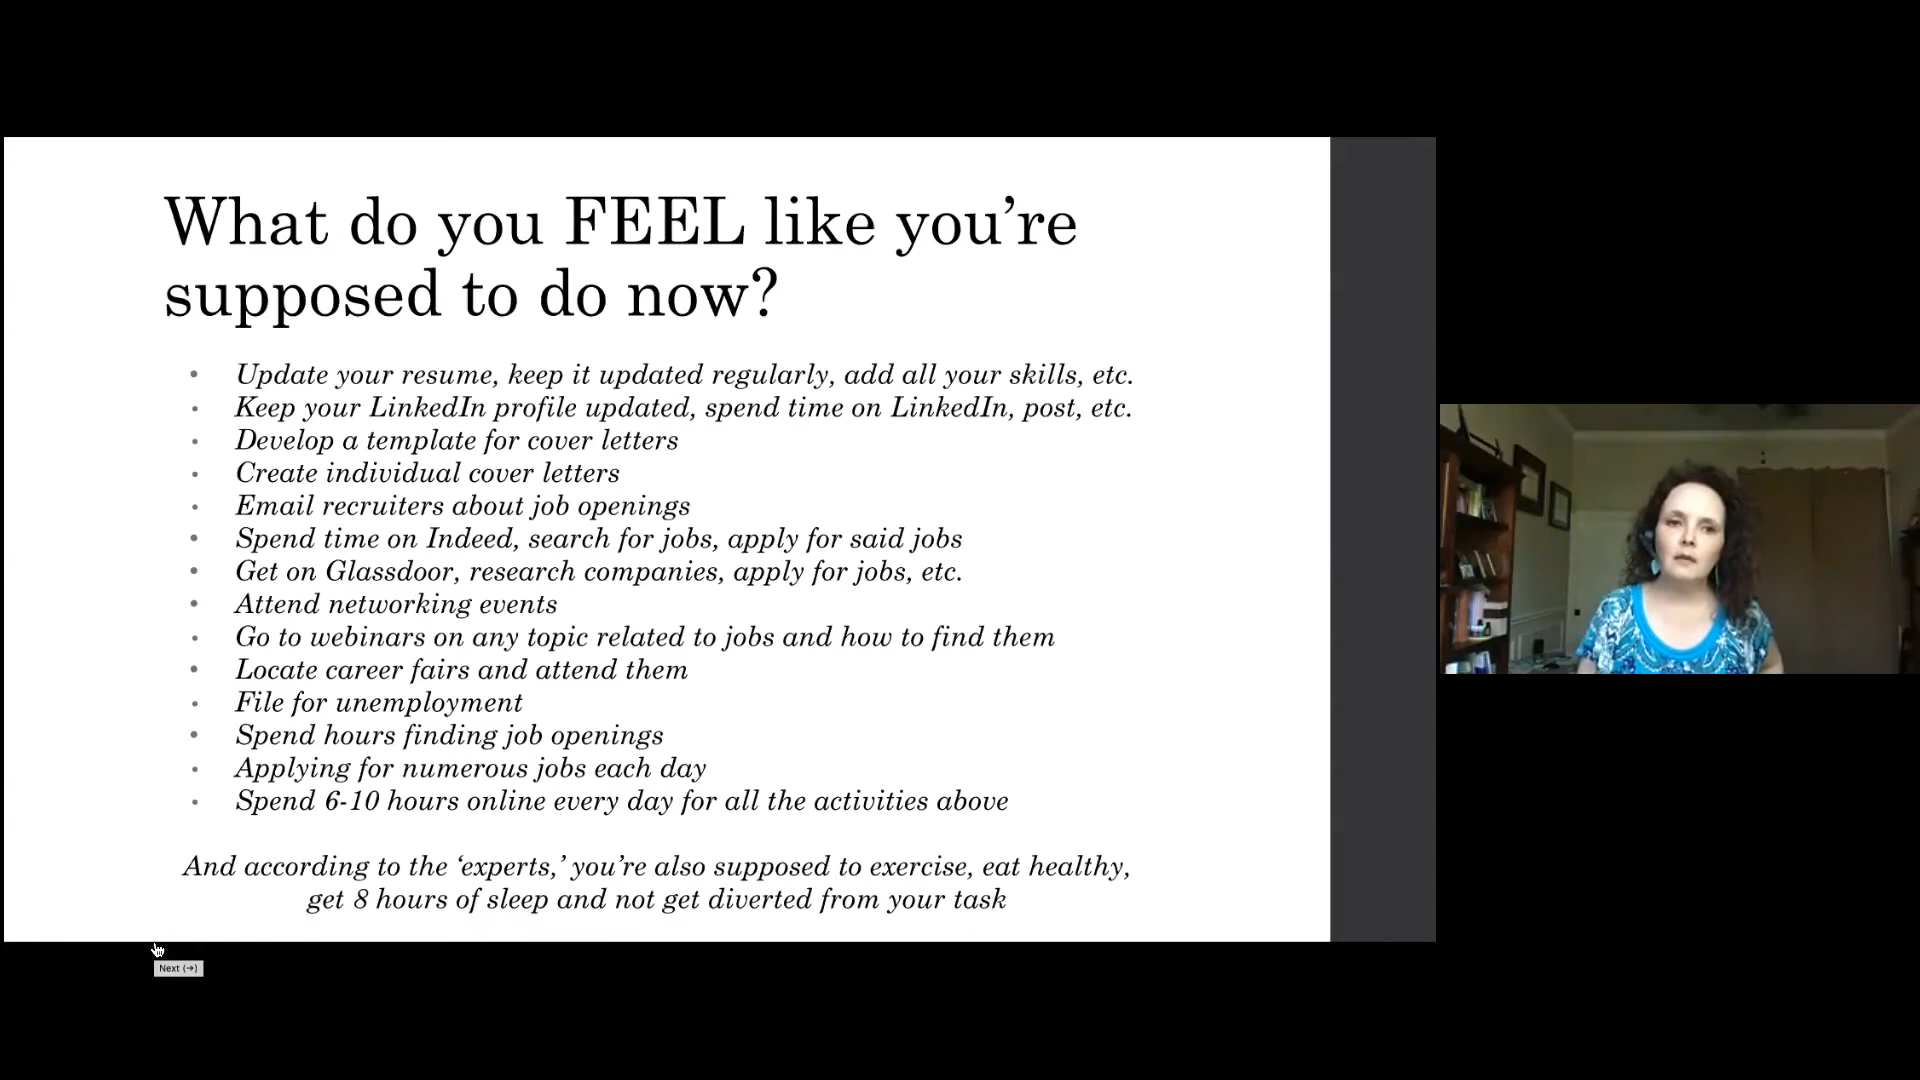 What do you FEEL like you’re
supposed to do now?
• Update your resume, keep it updated regularly, add all your skills, etc.
• Keep your LinkedIn profile updated, spend time on LinkedIn, post, etc.
• Develop a template for cover letters
• Create individual cover letters
• Email recruiters about job openings
• Spend time on Indeed, search for jobs, apply for said jobs
• Get on Glassdoor, research companies, apply for jobs, etc.
• Attend networking events
• Go to webinars on any topic related to jobs and how to find them
• Locate career fairs and attend them
• File for unemployment
• Spend hours finding job openings
• Applying for numerous jobs each day
• Spend 6-10 hours online every day for all the activities above
And according to the ‘experts,’ you’re also supposed to exercise, eat healthy,
get 8 hours of sleep and not get diverted from your task
Next (→)